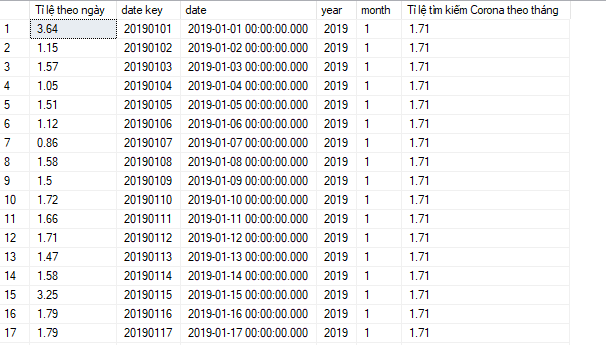 Tỉ lệ theo ngày date key date year month Tỉ lệ tìm kiếm Corona theo tháng
1 3.64 20190101 2019-01-01 00:00:00.000 2019 1 1.71
2 1.15 20190102 2019-01-02 00:00:00.000 2019 1 1.71
3 1.57 20190103 2019-01-03 00:00:00.000 2019 1 1.71
4 1.05 20190104 2019-01-04 00:00:00.000 2019 1 1.71
5 1.51 20190105 2019-01-05 00:00:00.000 2019 1 1.71
6 1.12 20190106 2019-01-06 00:00:00.000 2019 1 1.71
7 0.86 20190107 2019-01-07 00:00:00.000 2019 1 1.71
8 1.58 20190108 2019-01-08 00:00:00.000 2019 1 1.71
9 1.5 20190109 2019-01-09 00:00:00.000 2019 1 1.71
10 1.72 20190110 2019-01-10 00:00:00.000 2019 1 1.71
11 1.66 20190111 2019-01-11 00:00:00.000 2019 1 1.71
12 1.71 20190112 2019-01-12 00:00:00.000 2019 1 1.71
13 1.47 20190113 2019-01-13 00:00:00.000 2019 1 1.71
14 1.58 20190114 2019-01-14 00:00:00.000 2019 1 1.71
15 3.25 20190115 2019-01-15 00:00:00.000 2019 1 1.71
16 1.79 20190116 2019-01-16 00:00:00.000 2019 1 1.71
17 1.79 20190117 2019-01-17 00:00:00.000 2019 1 1.71